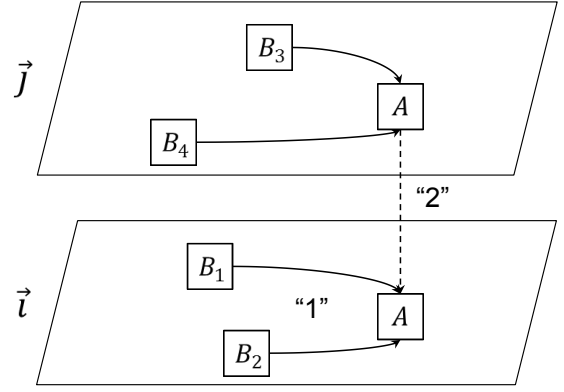 B₃
j⃗
A
B₄
“2”
B₁
i⃗
“1”
A
B₂